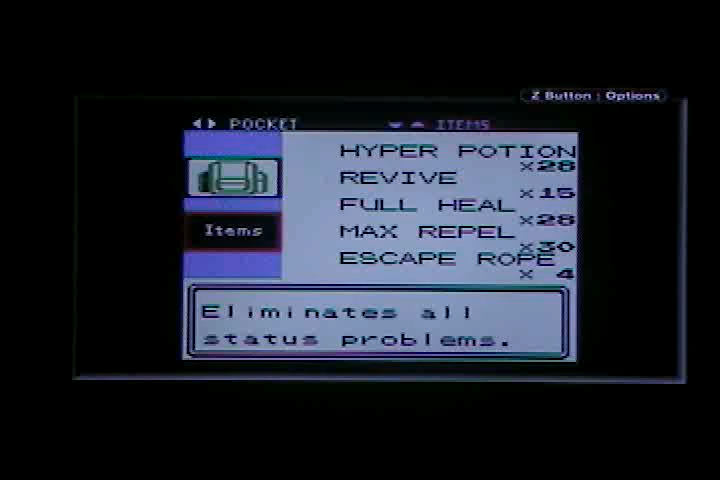 Z Button : Options
POCKET ITEMS
HYPER POTION
×28
REVIVE
×15
FULL HEAL
×28
MAX REPEL
×30
ESCAPE ROPE
× 4
Items
Eliminates all
status problems.